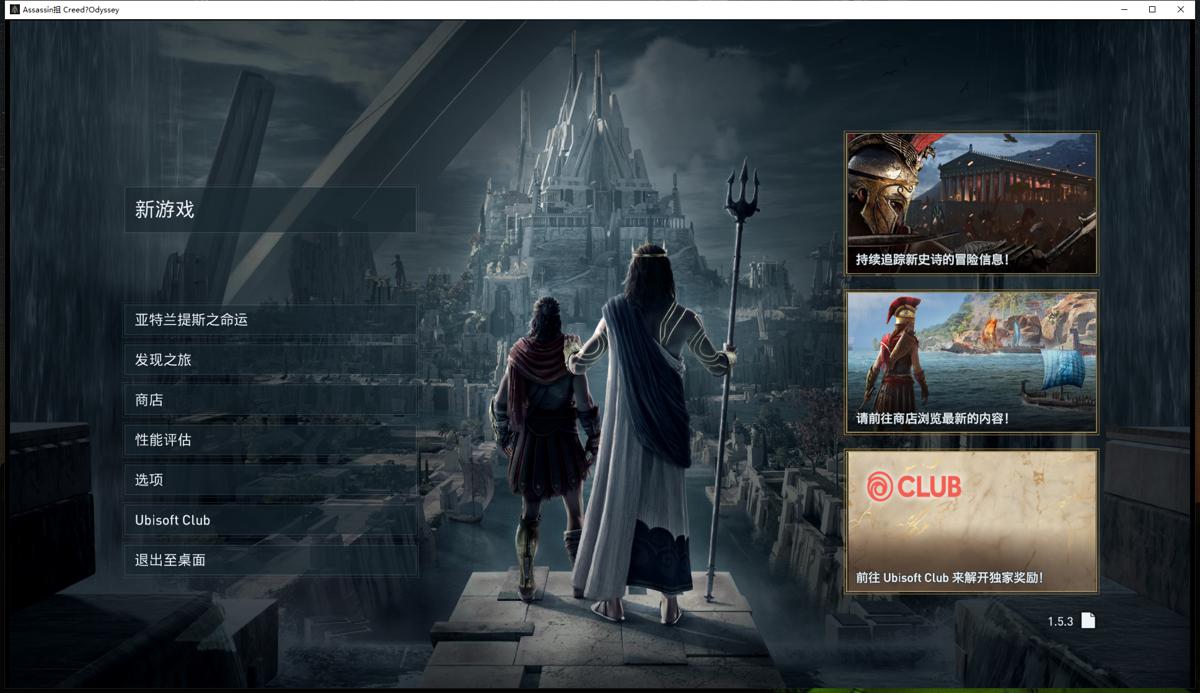 Assassin徂 Creed?Odyssey
新游戏
亚特兰提斯之命运
发现之旅
商店
性能评估
选项
Ubisoft Club
退出至桌面
持续追踪新史诗的冒险信息！
请前往商店浏览最新的内容！
CLUB
前往 Ubisoft Club 来解开独家奖励！
1.5.3